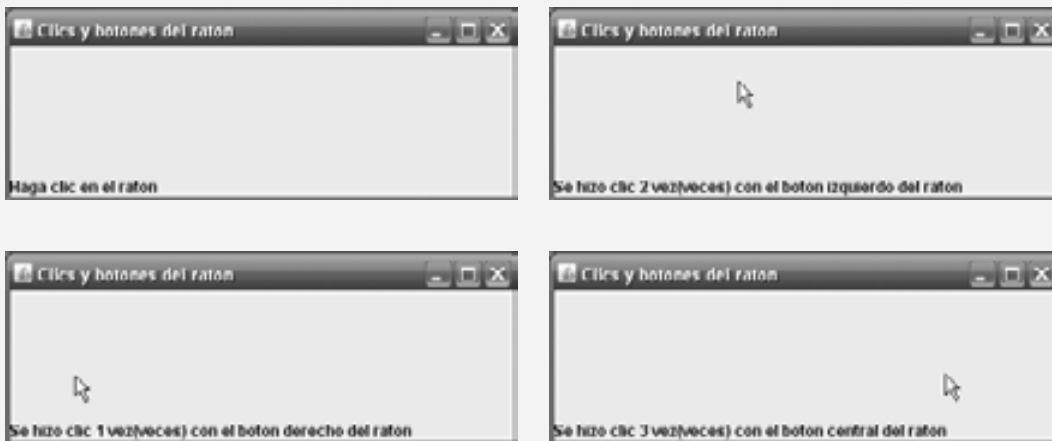 Clics y botones del raton
Haga clic en el raton
Clics y botones del raton
Se hizo clic 2 vez(veces) con el boton izquierdo del raton
Clics y botones del raton
Se hizo clic 1 vez(veces) con el boton derecho del raton
Clics y botones del raton
Se hizo clic 3 vez(veces) con el boton central del raton